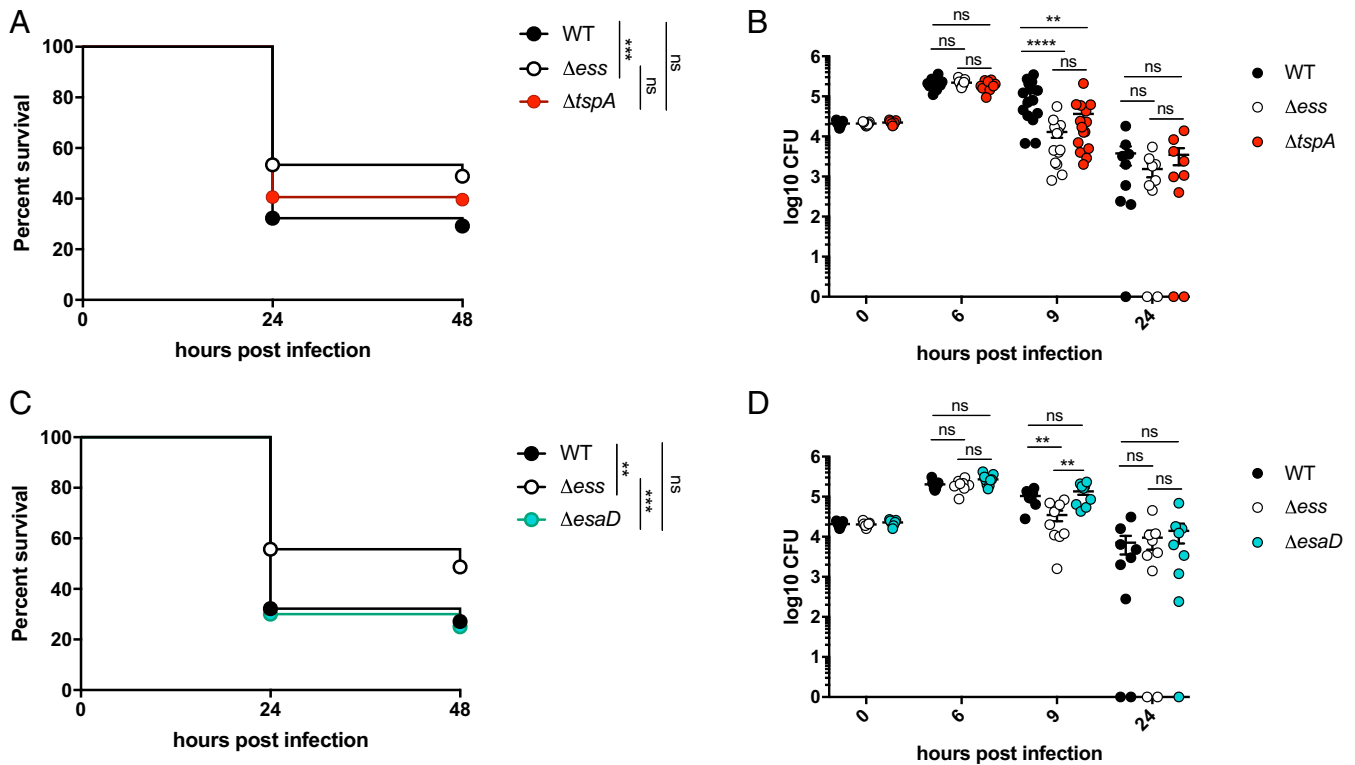 A
Percent survival
100
80
60
40
20
0
0 24 48
hours post infection
WT
Δess
ΔtspA
***
ns
ns
B
log10 CFU
6
5
4
3
2
1
0
0 6 9 24
hours post infection
ns
ns
ns
**
****
ns
ns
ns
ns
WT
Δess
ΔtspA
C
Percent survival
100
80
60
40
20
0
0 24 48
hours post infection
WT
Δess
ΔesaD
**
***
ns
D
log10 CFU
6
5
4
3
2
1
0
0 6 9 24
hours post infection
ns
ns
ns
ns
**
**
ns
ns
ns
WT
Δess
ΔesaD